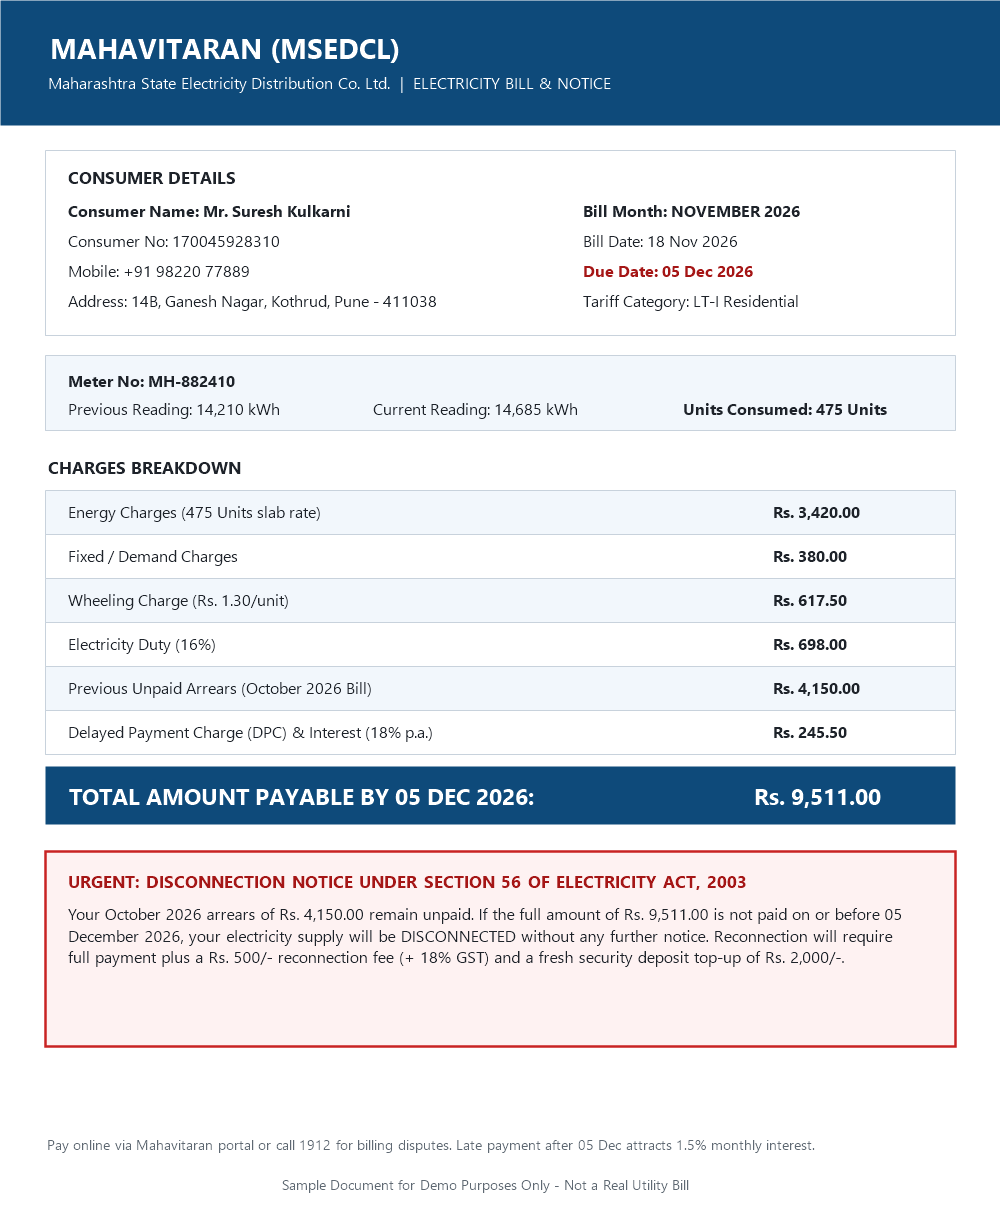 MAHAVITARAN (MSEDCL)
Maharashtra State Electricity Distribution Co. Ltd. | ELECTRICITY BILL & NOTICE
CONSUMER DETAILS
Consumer Name: Mr. Suresh Kulkarni
Bill Month: NOVEMBER 2026
Consumer No: 170045928310
Bill Date: 18 Nov 2026
Mobile: +91 98220 77889
Due Date: 05 Dec 2026
Address: 14B, Ganesh Nagar, Kothrud, Pune - 411038
Tariff Category: LT-I Residential
Meter No: MH-882410
Previous Reading: 14,210 kWh
Current Reading: 14,685 kWh
Units Consumed: 475 Units
CHARGES BREAKDOWN
Energy Charges (475 Units slab rate)
Rs. 3,420.00
Fixed / Demand Charges
Rs. 380.00
Wheeling Charge (Rs. 1.30/unit)
Rs. 617.50
Electricity Duty (16%)
Rs. 698.00
Previous Unpaid Arrears (October 2026 Bill)
Rs. 4,150.00
Delayed Payment Charge (DPC) & Interest (18% p.a.)
Rs. 245.50
TOTAL AMOUNT PAYABLE BY 05 DEC 2026:
Rs. 9,511.00
URGENT: DISCONNECTION NOTICE UNDER SECTION 56 OF ELECTRICITY ACT, 2003
Your October 2026 arrears of Rs. 4,150.00 remain unpaid. If the full amount of Rs. 9,511.00 is not paid on or before 05
December 2026, your electricity supply will be DISCONNECTED without any further notice. Reconnection will require
full payment plus a Rs. 500/- reconnection fee (+ 18% GST) and a fresh security deposit top-up of Rs. 2,000/-.
Pay online via Mahavitaran portal or call 1912 for billing disputes. Late payment after 05 Dec attracts 1.5% monthly interest.
Sample Document for Demo Purposes Only - Not a Real Utility Bill